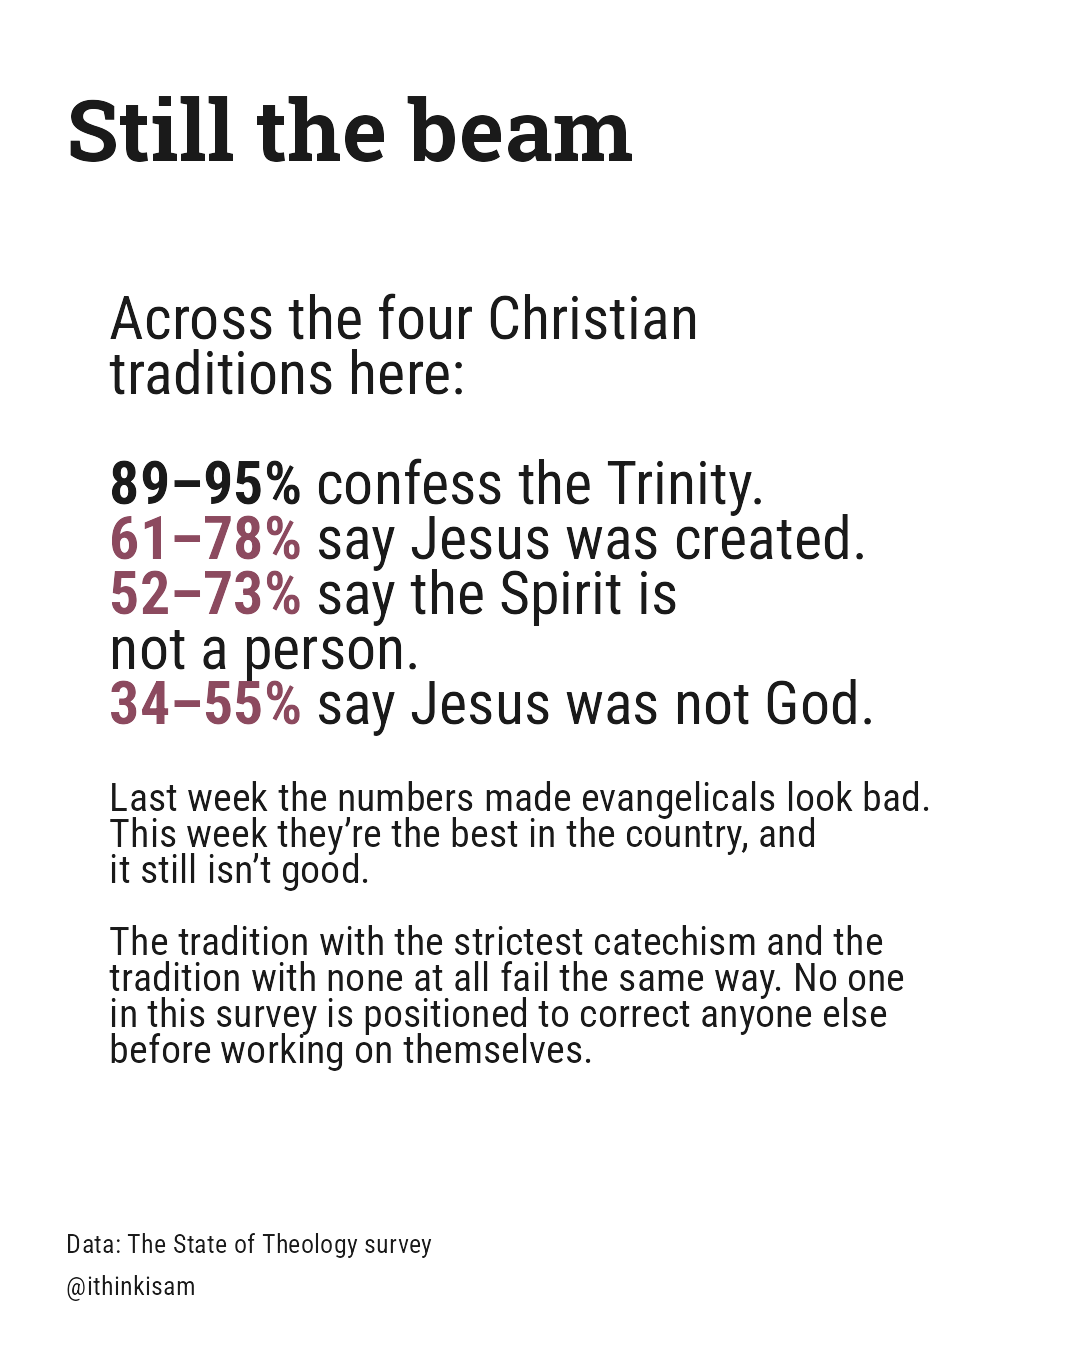 Still the beam
Across the four Christian
traditions here:
89–95% confess the Trinity.
61–78% say Jesus was created.
52–73% say the Spirit is
not a person.
34–55% say Jesus was not God.
Last week the numbers made evangelicals look bad.
This week they’re the best in the country, and
it still isn’t good.
The tradition with the strictest catechism and the
tradition with none at all fail the same way. No one
in this survey is positioned to correct anyone else
before working on themselves.
Data: The State of Theology survey
@ithinkisam